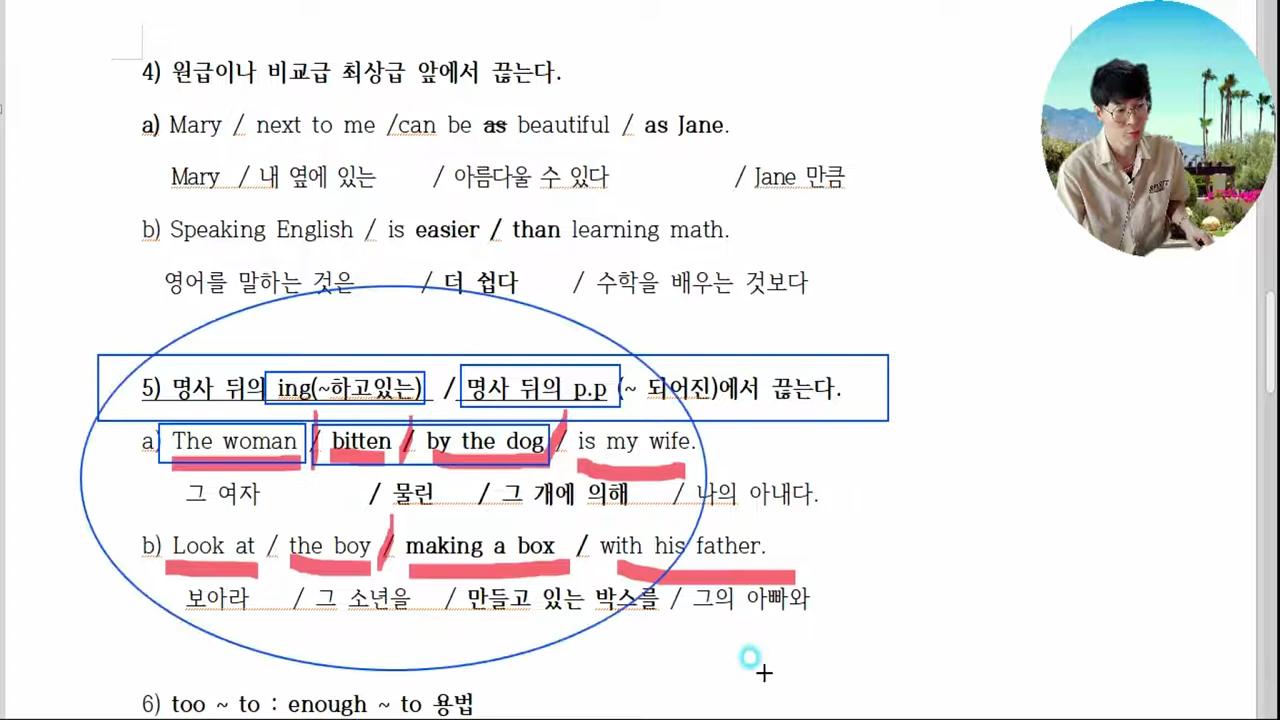 4) 원급이나 비교급 최상급 앞에서 끊는다.
a) Mary / next to me /can be as beautiful / as Jane.
Mary / 내 옆에 있는 / 아름다울 수 있다 / Jane 만큼
b) Speaking English / is easier / than learning math.
영어를 말하는 것은 / 더 쉽다 / 수학을 배우는 것보다
5) 명사 뒤의 ing(~하고있는) / 명사 뒤의 p.p (~ 되어진)에서 끊는다.
a) The woman / bitten / by the dog / is my wife.
그 여자 / 물린 / 그 개에 의해 / 나의 아내다.
b) Look at / the boy / making a box / with his father.
보아라 / 그 소년을 / 만들고 있는 박스를 / 그의 아빠와
6) too ~ to : enough ~ to 용법